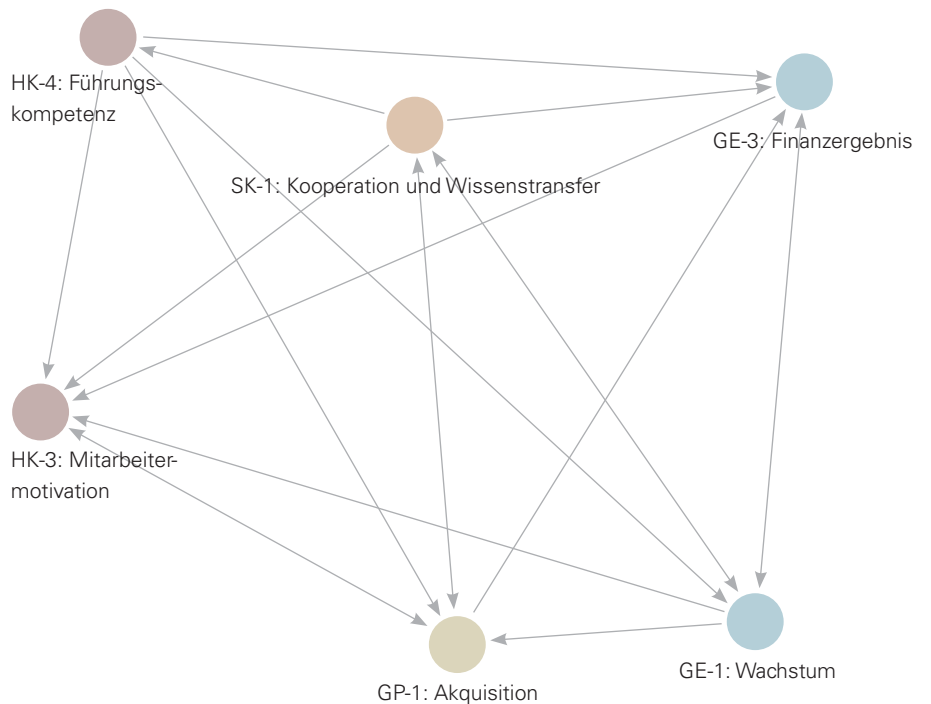 HK-4: Führungs-
kompetenz
GE-3: Finanzergebnis
SK-1: Kooperation und Wissenstransfer
HK-3: Mitarbeiter-
motivation
GE-1: Wachstum
GP-1: Akquisition